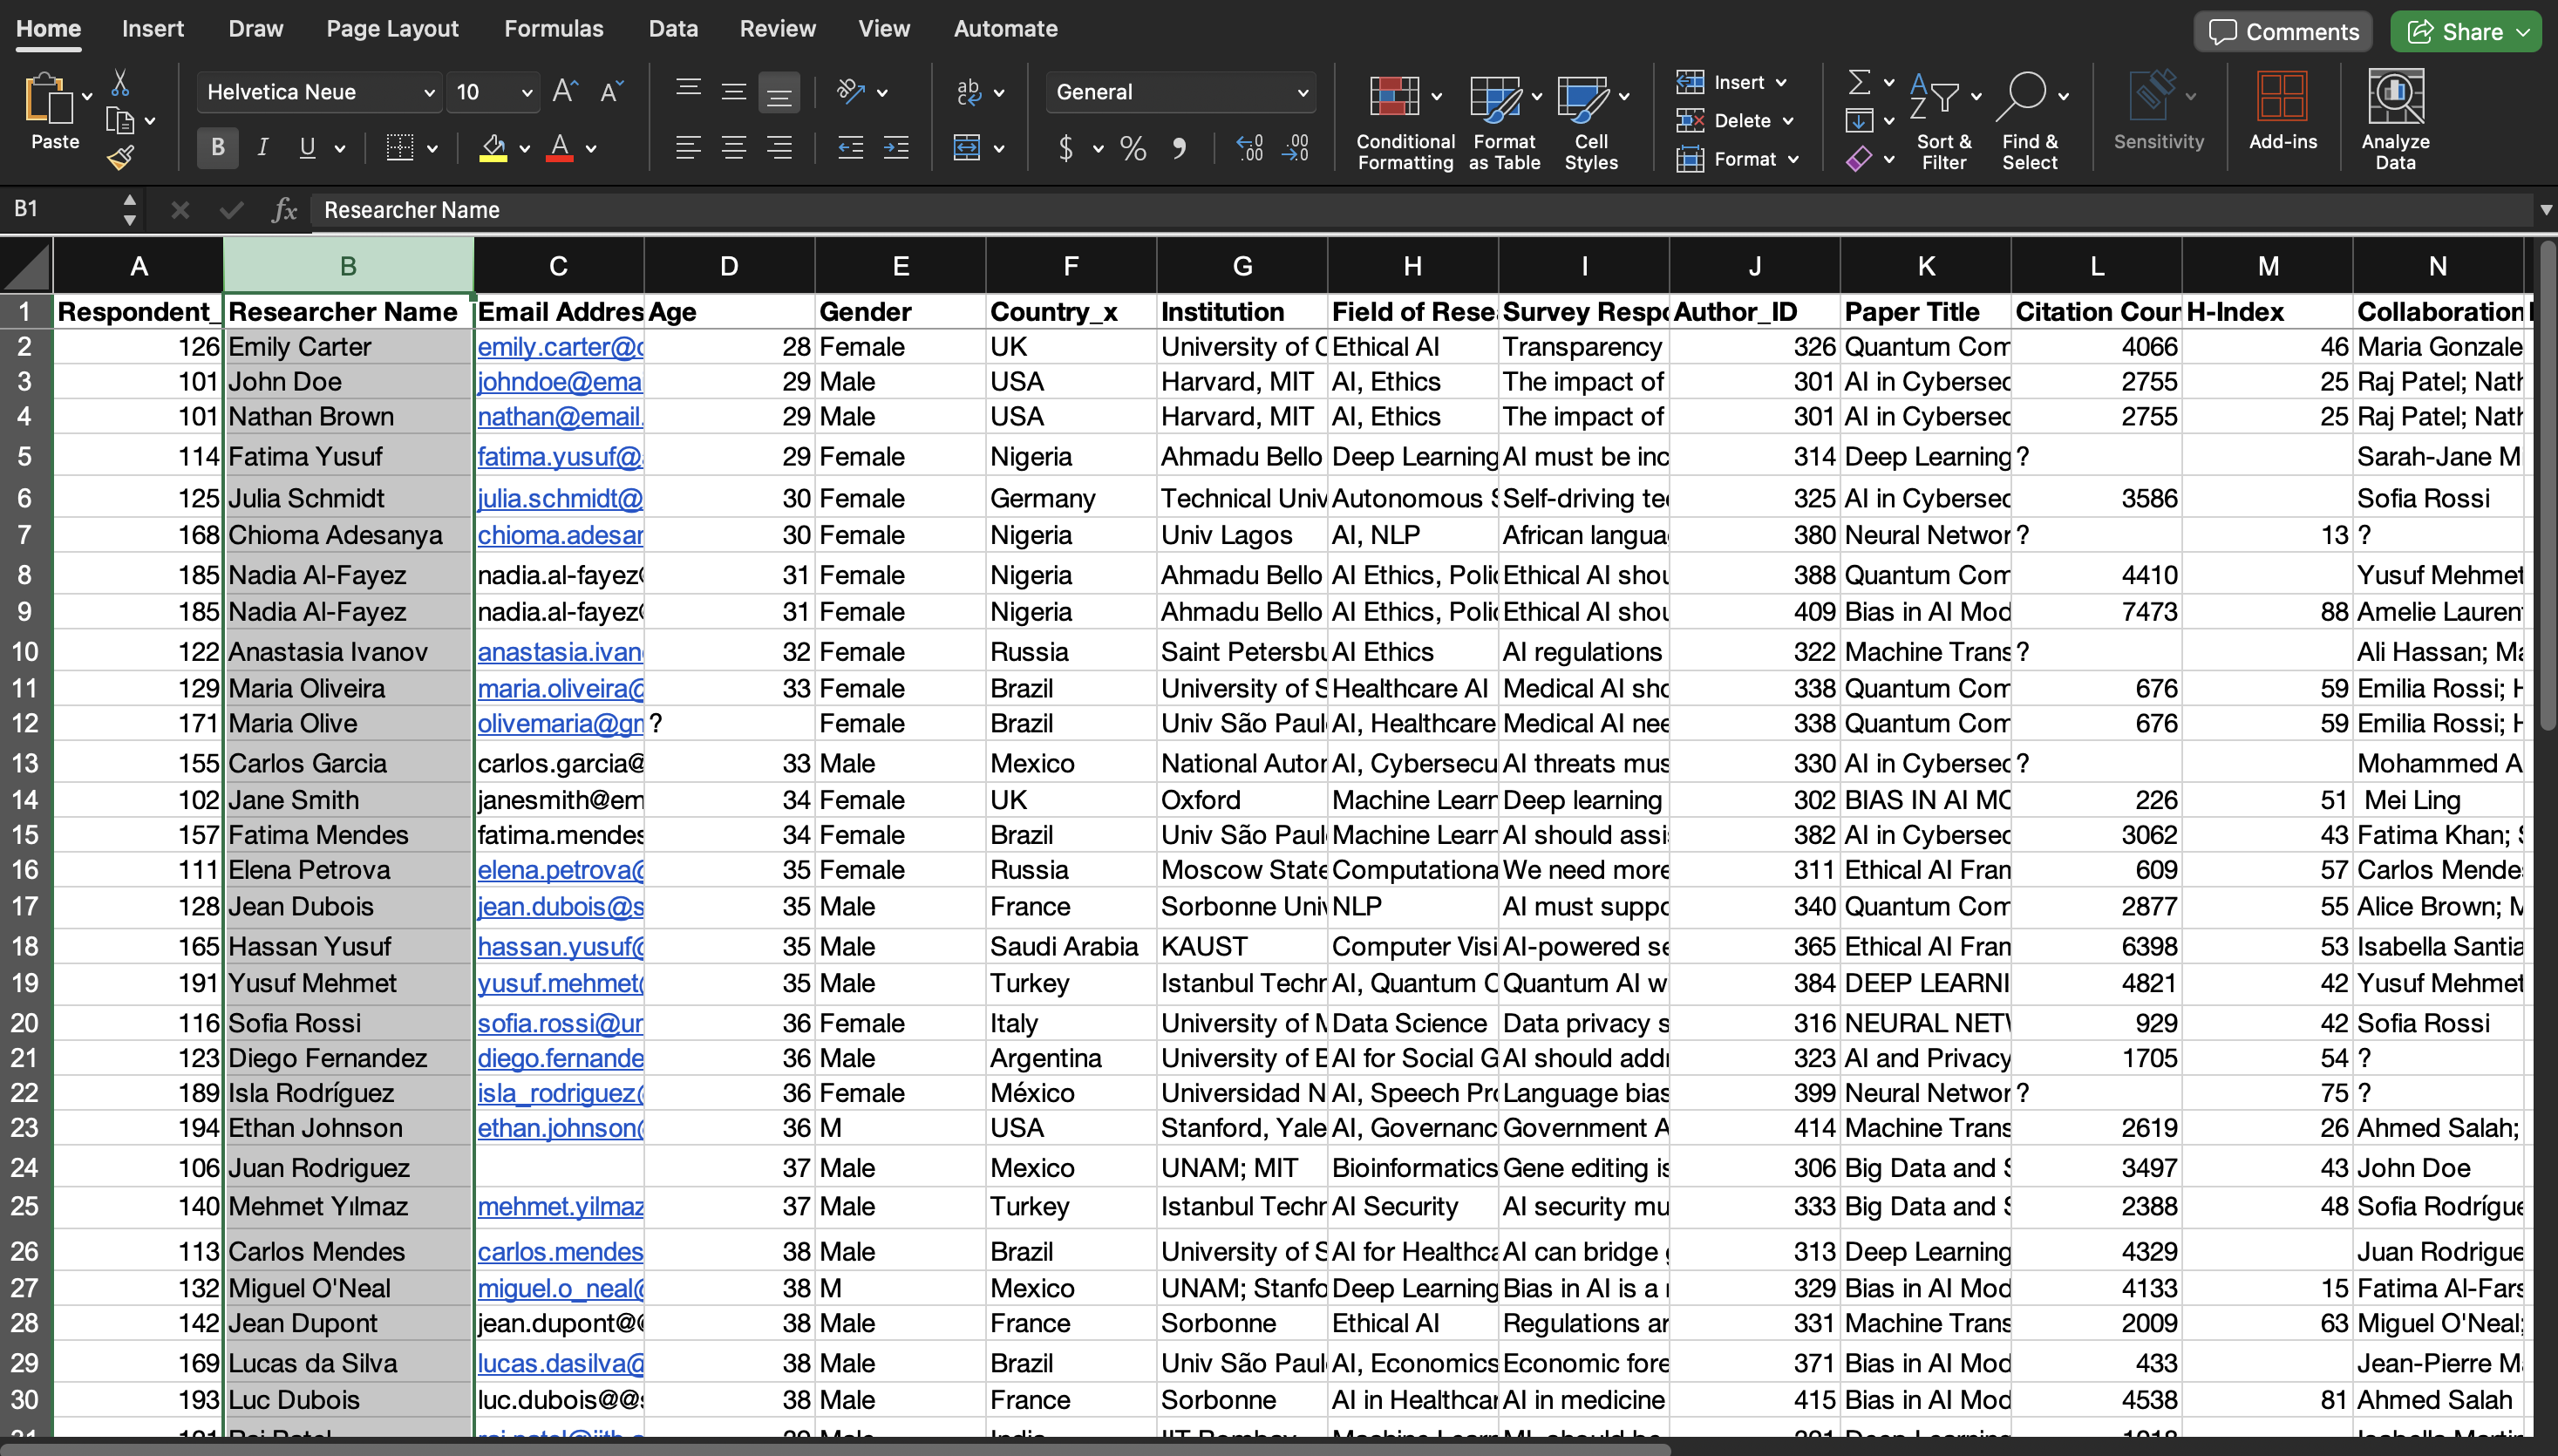 Home Insert Draw Page Layout Formulas Data Review View Automate Comments Share
Paste Helvetica Neue 10 General Conditional Formatting Format as Table Cell Styles Insert Delete Format Sort & Filter Find & Select Sensitivity Add-ins Analyze Data
B1 fx Researcher Name
A B C D E F G H I J K L M N
1 Respondent_ Researcher Name Email Addres Age Gender Country_x Institution Field of Rese Survey Resp Author_ID Paper Title Citation Cour H-Index Collaboration
2 126 Emily Carter emily.carter@ 28 Female UK University of C Ethical AI Transparency 326 Quantum Com 4066 46 Maria Gonzale
3 101 John Doe johndoe@ema 29 Male USA Harvard, MIT AI, Ethics The impact of 301 AI in Cybersec 2755 25 Raj Patel; Nath
4 101 Nathan Brown nathan@email. 29 Male USA Harvard, MIT AI, Ethics The impact of 301 AI in Cybersec 2755 25 Raj Patel; Nath
5 114 Fatima Yusuf fatima.yusuf@ 29 Female Nigeria Ahmadu Bello Deep Learning AI must be inc 314 Deep Learning ? Sarah-Jane M
6 125 Julia Schmidt julia.schmidt@ 30 Female Germany Technical Univ Autonomous S Self-driving te 325 AI in Cybersec 3586 Sofia Rossi
7 168 Chioma Adesanya chioma.adesar 30 Female Nigeria Univ Lagos AI, NLP African langua 380 Neural Networ ? 13 ?
8 185 Nadia Al-Fayez nadia.al-fayez@ 31 Female Nigeria Ahmadu Bello AI Ethics, Poli Ethical AI shou 388 Quantum Com 4410 Yusuf Mehmet
9 185 Nadia Al-Fayez nadia.al-fayez@ 31 Female Nigeria Ahmadu Bello AI Ethics, Poli Ethical AI shou 409 Bias in AI Mod 7473 88 Amelie Lauren
10 122 Anastasia Ivanov anastasia.ivan 32 Female Russia Saint Petersbu AI Ethics AI regulations 322 Machine Trans ? Ali Hassan; Ma
11 129 Maria Oliveira maria.oliveira@ 33 Female Brazil University of S Healthcare AI Medical AI sho 338 Quantum Com 676 59 Emilia Rossi; H
12 171 Maria Olive olivemaria@gm ? Female Brazil Univ São Paul AI, Healthcare Medical AI nee 338 Quantum Com 676 59 Emilia Rossi; H
13 155 Carlos Garcia carlos.garcia@ 33 Male Mexico National Autor AI, Cybersecu AI threats mus 330 AI in Cybersec ? Mohammed A
14 102 Jane Smith janesmith@em 34 Female UK Oxford Machine Learn Deep learning 302 BIAS IN AI MO 226 51 Mei Ling
15 157 Fatima Mendes fatima.mendes 34 Female Brazil Univ São Paul Machine Learn AI should assi 382 AI in Cybersec 3062 43 Fatima Khan; S
16 111 Elena Petrova elena.petrova@ 35 Female Russia Moscow State Computationa We need more 311 Ethical AI Fran 609 57 Carlos Mende
17 128 Jean Dubois jean.dubois@s 35 Male France Sorbonne Univ NLP AI must suppo 340 Quantum Com 2877 55 Alice Brown; M
18 165 Hassan Yusuf hassan.yusuf@ 35 Male Saudi Arabia KAUST Computer Visi AI-powered se 365 Ethical AI Fran 6398 53 Isabella Santia
19 191 Yusuf Mehmet yusuf.mehmet@ 35 Male Turkey Istanbul Techn AI, Quantum C Quantum AI w 384 DEEP LEARNI 4821 42 Yusuf Mehmet
20 116 Sofia Rossi sofia.rossi@un 36 Female Italy University of M Data Science Data privacy s 316 NEURAL NETW 929 42 Sofia Rossi
21 123 Diego Fernandez diego.fernande 36 Male Argentina University of B AI for Social G AI should addr 323 AI and Privacy 1705 54 ?
22 189 Isla Rodríguez isla_rodriguez@ 36 Female México Universidad N AI, Speech Pro Language bias 399 Neural Networ ? 75 ?
23 194 Ethan Johnson ethan.johnson@ 36 M USA Stanford, Yale AI, Governanc Government A 414 Machine Trans 2619 26 Ahmed Salah;
24 106 Juan Rodriguez 37 Male Mexico UNAM; MIT Bioinformatics Gene editing is 306 Big Data and S 3497 43 John Doe
25 140 Mehmet Yılmaz mehmet.yilmaz 37 Male Turkey Istanbul Techn AI Security AI security mu 333 Big Data and S 2388 48 Sofia Rodrígue
26 113 Carlos Mendes carlos.mendes 38 Male Brazil University of S AI for Healthca AI can bridge 313 Deep Learning 4329 Juan Rodrigue
27 132 Miguel O'Neal miguel.o_neal@ 38 M Mexico UNAM; Stanfo Deep Learning Bias in AI is a 329 Bias in AI Mod 4133 15 Fatima Al-Fars
28 142 Jean Dupont jean.dupont@@ 38 Male France Sorbonne Ethical AI Regulations ar 331 Machine Trans 2009 63 Miguel O'Neal;
29 169 Lucas da Silva lucas.dasilva@ 38 Male Brazil Univ São Paul AI, Economics Economic fore 371 Bias in AI Mod 433 Jean-Pierre M
30 193 Luc Dubois luc.dubois@@s 38 Male France Sorbonne AI in Healthcar AI in medicine 415 Bias in AI Mod 4538 81 Ahmed Salah